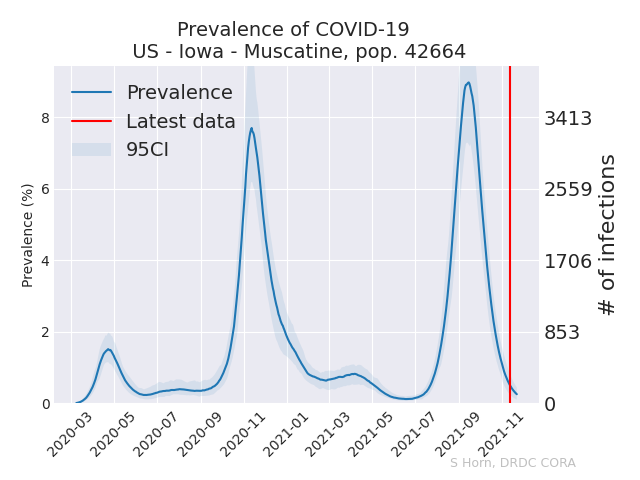 Prevalence of COVID-19
US - Iowa - Muscatine, pop. 42664
Prevalence
Latest data
95CI
Prevalence (%)
8
6
4
2
0
3413
2559
1706
853
0
# of infections
2020-03
2020-05
2020-07
2020-09
2020-11
2021-01
2021-03
2021-05
2021-07
2021-09
2021-11
S Horn, DRDC CORA